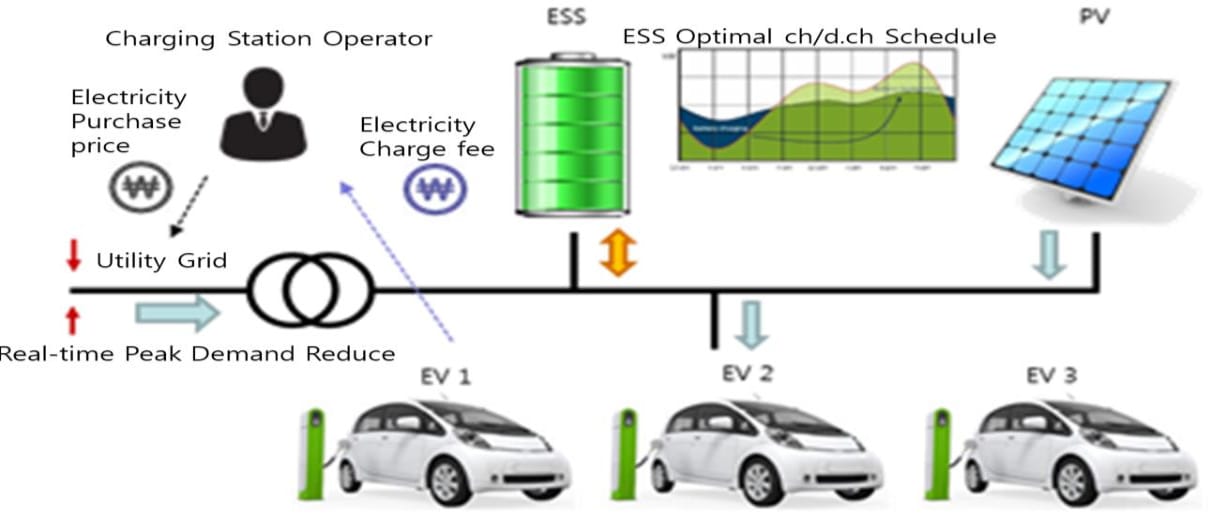 ESS
PV
Charging Station Operator
ESS Optimal ch/d.ch Schedule
Electricity
Purchase
price
₩
Electricity
Charge fee
₩
Utility Grid
Real-time Peak Demand Reduce
EV 1
EV 2
EV 3